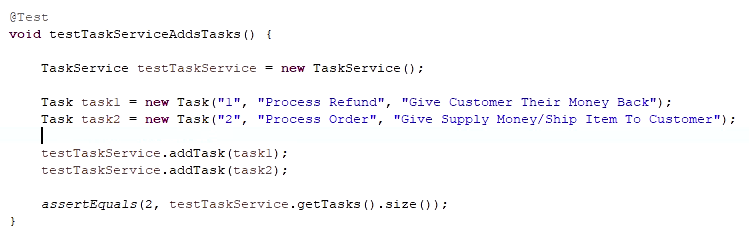 @Test
void testTaskServiceAddsTasks() {
TaskService testTaskService = new TaskService();
Task task1 = new Task("1", "Process Refund", "Give Customer Their Money Back");
Task task2 = new Task("2", "Process Order", "Give Supply Money/Ship Item To Customer");
testTaskService.addTask(task1);
testTaskService.addTask(task2);
assertEquals(2, testTaskService.getTasks().size());
}